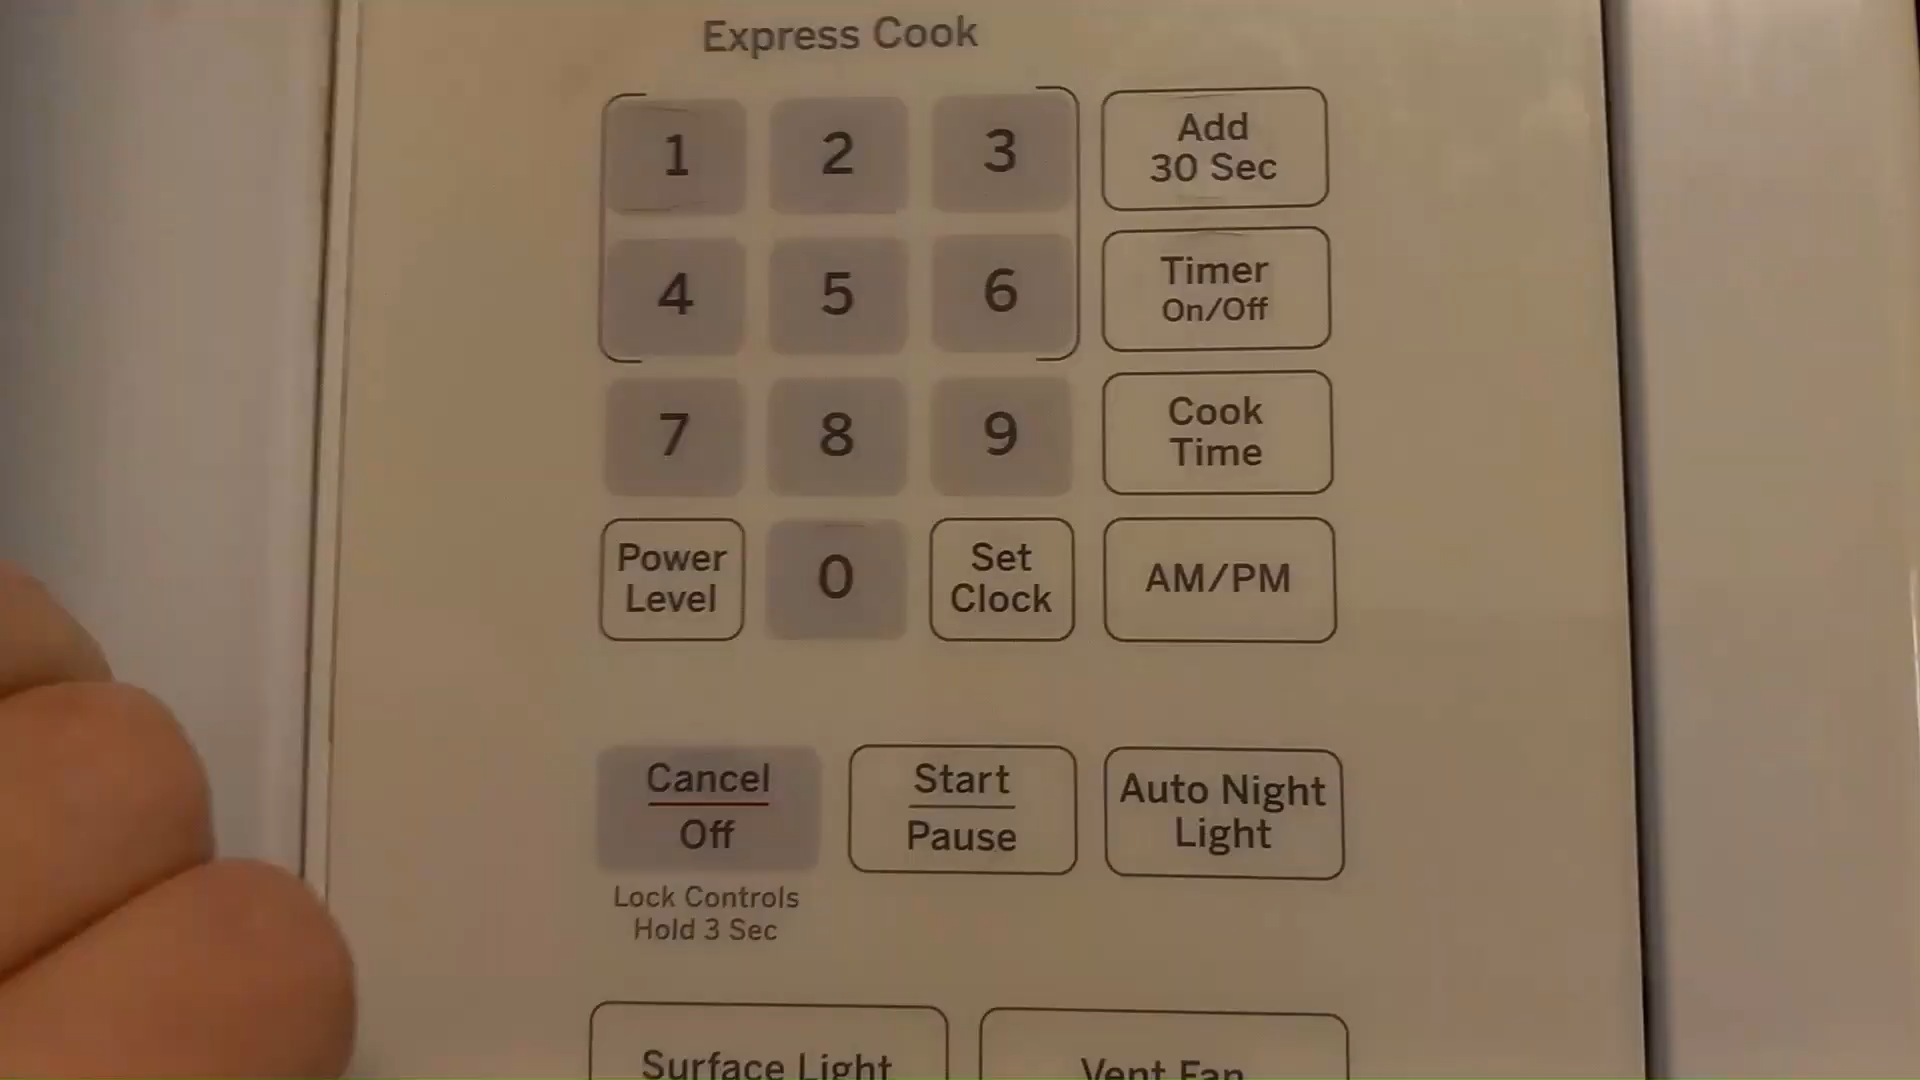 Express Cook
1 2 3
Add
30 Sec
4 5 6
Timer
On/Off
7 8 9
Cook
Time
Power
Level
0
Set
Clock
AM/PM
Cancel
Off
Start
Pause
Auto Night
Light
Lock Controls
Hold 3 Sec
Surface Light
Vent Fan